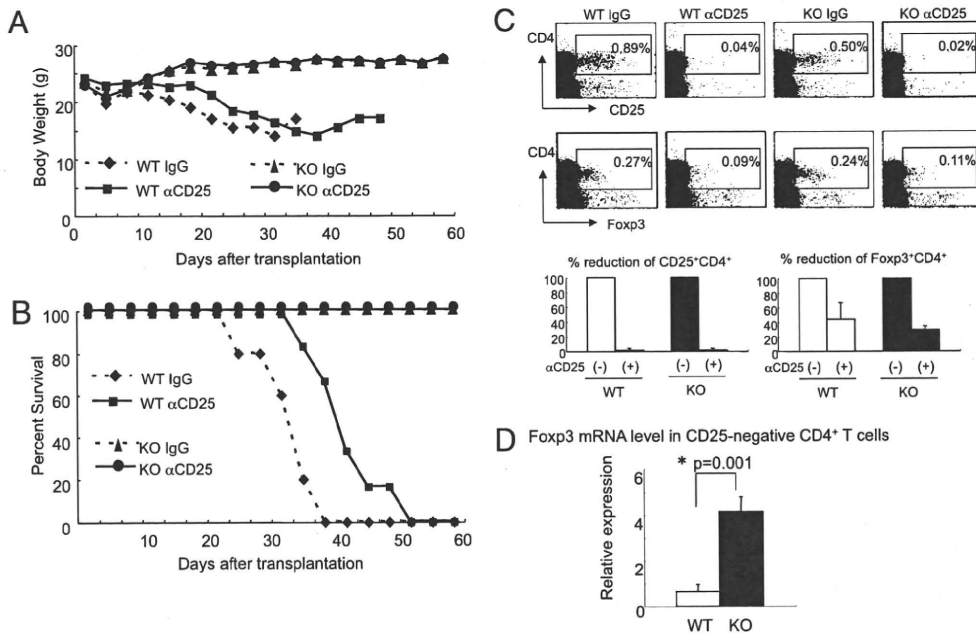 A
Body Weight (g)
30
20
10
0
WT IgG
KO IgG
WT αCD25
KO αCD25
0 10 20 30 40 50 60
Days after transplantation
B
Percent Survival
100
80
60
40
20
0
WT IgG
WT αCD25
KO IgG
KO αCD25
10 20 30 40 50 60
Days after transplantation
C
WT IgG WT αCD25 KO IgG KO αCD25
CD4
0.89% 0.04% 0.50% 0.02%
CD25
CD4
0.27% 0.09% 0.24% 0.11%
Foxp3
% reduction of CD25⁺CD4⁺
100
80
60
40
20
0
αCD25 (-) (+) (-) (+)
WT KO
% reduction of Foxp3⁺CD4⁺
100
80
60
40
20
0
αCD25 (-) (+) (-) (+)
WT KO
D Foxp3 mRNA level in CD25-negative CD4⁺ T cells
Relative expression
* p=0.001
6
4
2
0
WT KO